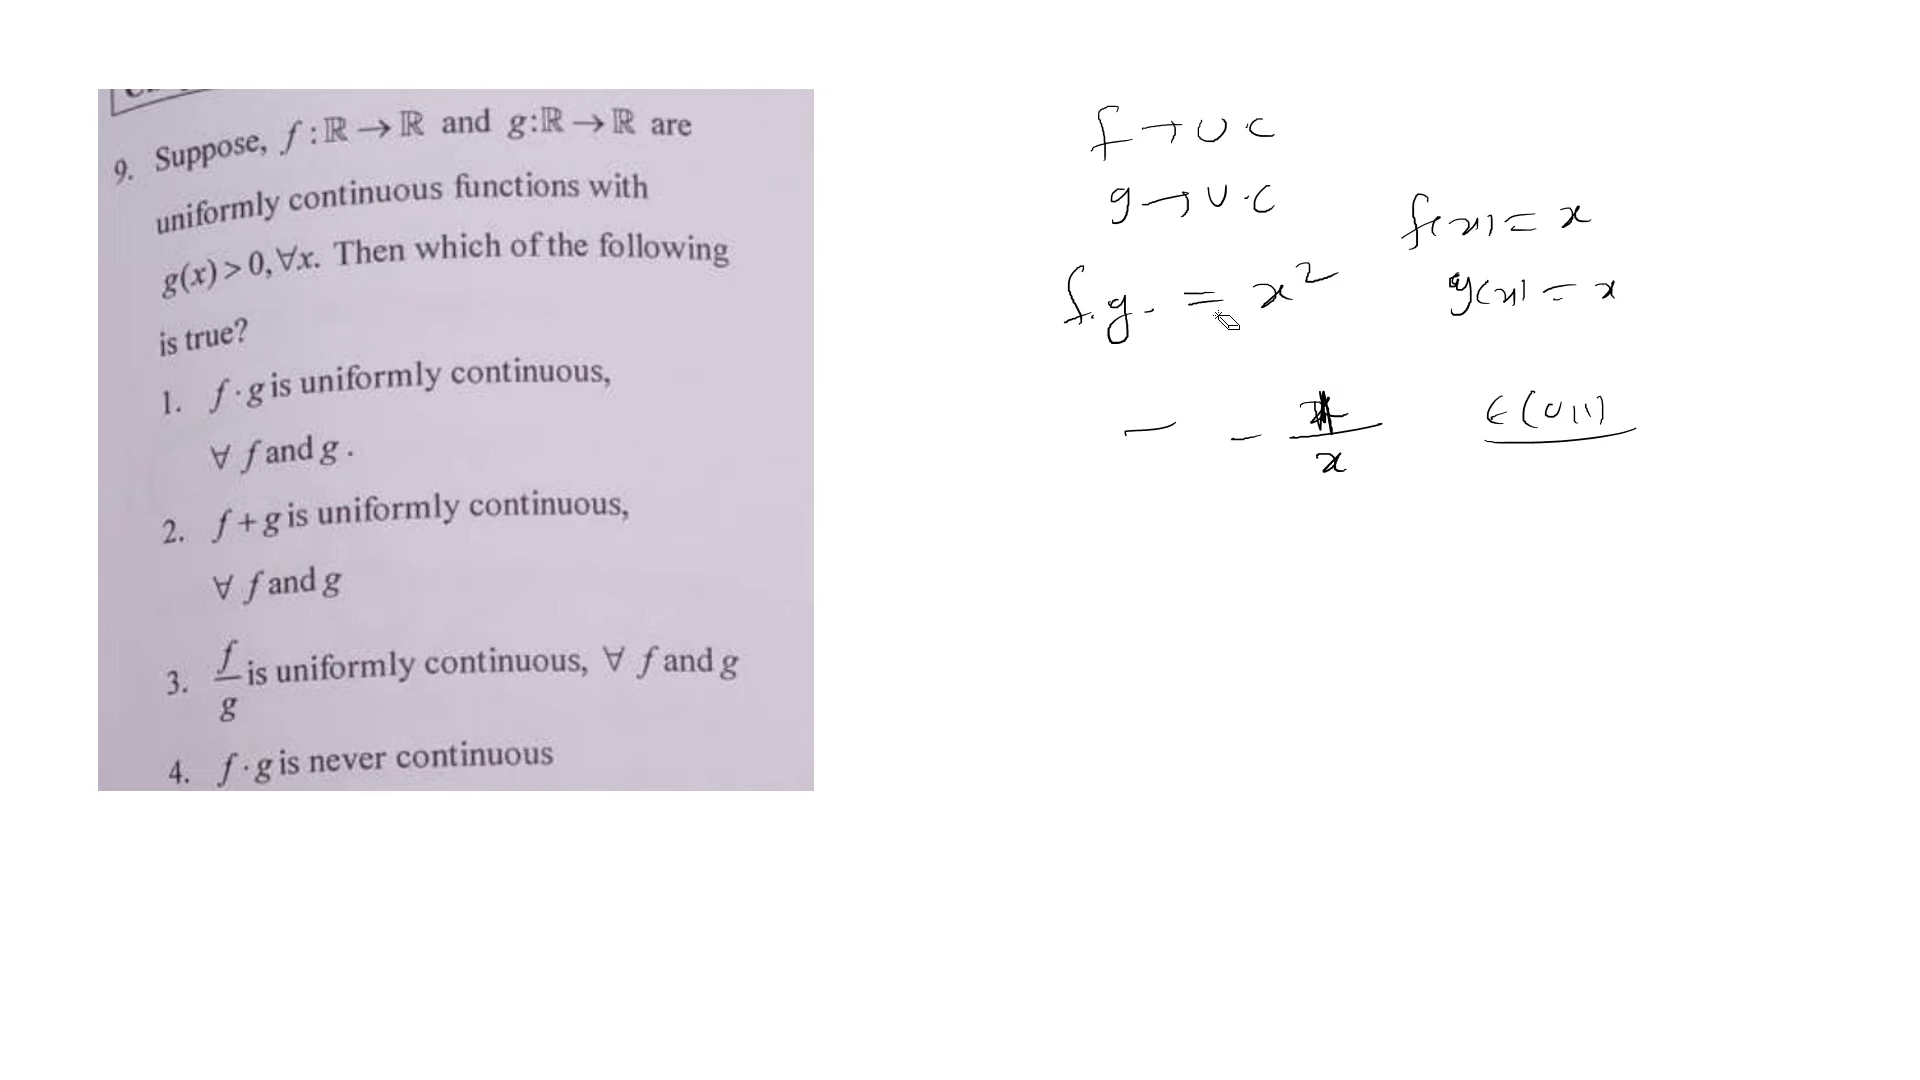 9. Suppose, f : ℝ → ℝ and g:ℝ → ℝ are
uniformly continuous functions with
g(x) > 0, ∀x. Then which of the following
is true?
1. f · g is uniformly continuous,
∀ f and g .
2. f + g is uniformly continuous,
∀ f and g
3. f/g is uniformly continuous, ∀ f and g
4. f · g is never continuous
f → U C
g → U.C
f(x) = x
f.g. = x²
g(x) = x
x
∈ (0,1)